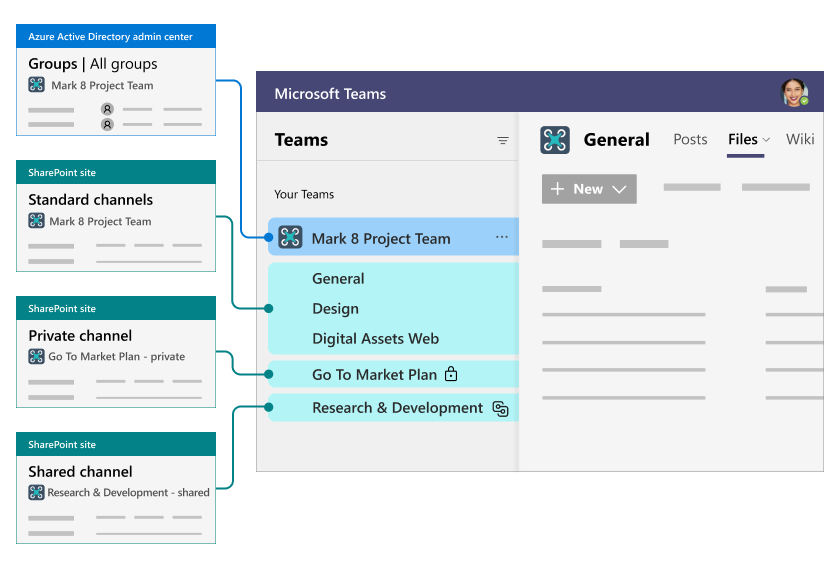 Azure Active Directory admin center
Groups | All groups
Mark 8 Project Team
SharePoint site
Standard channels
Mark 8 Project Team
SharePoint site
Private channel
Go To Market Plan - private
SharePoint site
Shared channel
Research & Development - shared
Microsoft Teams
Teams
Your Teams
Mark 8 Project Team ...
General
Design
Digital Assets Web
Go To Market Plan
Research & Development
General Posts Files Wiki
+ New